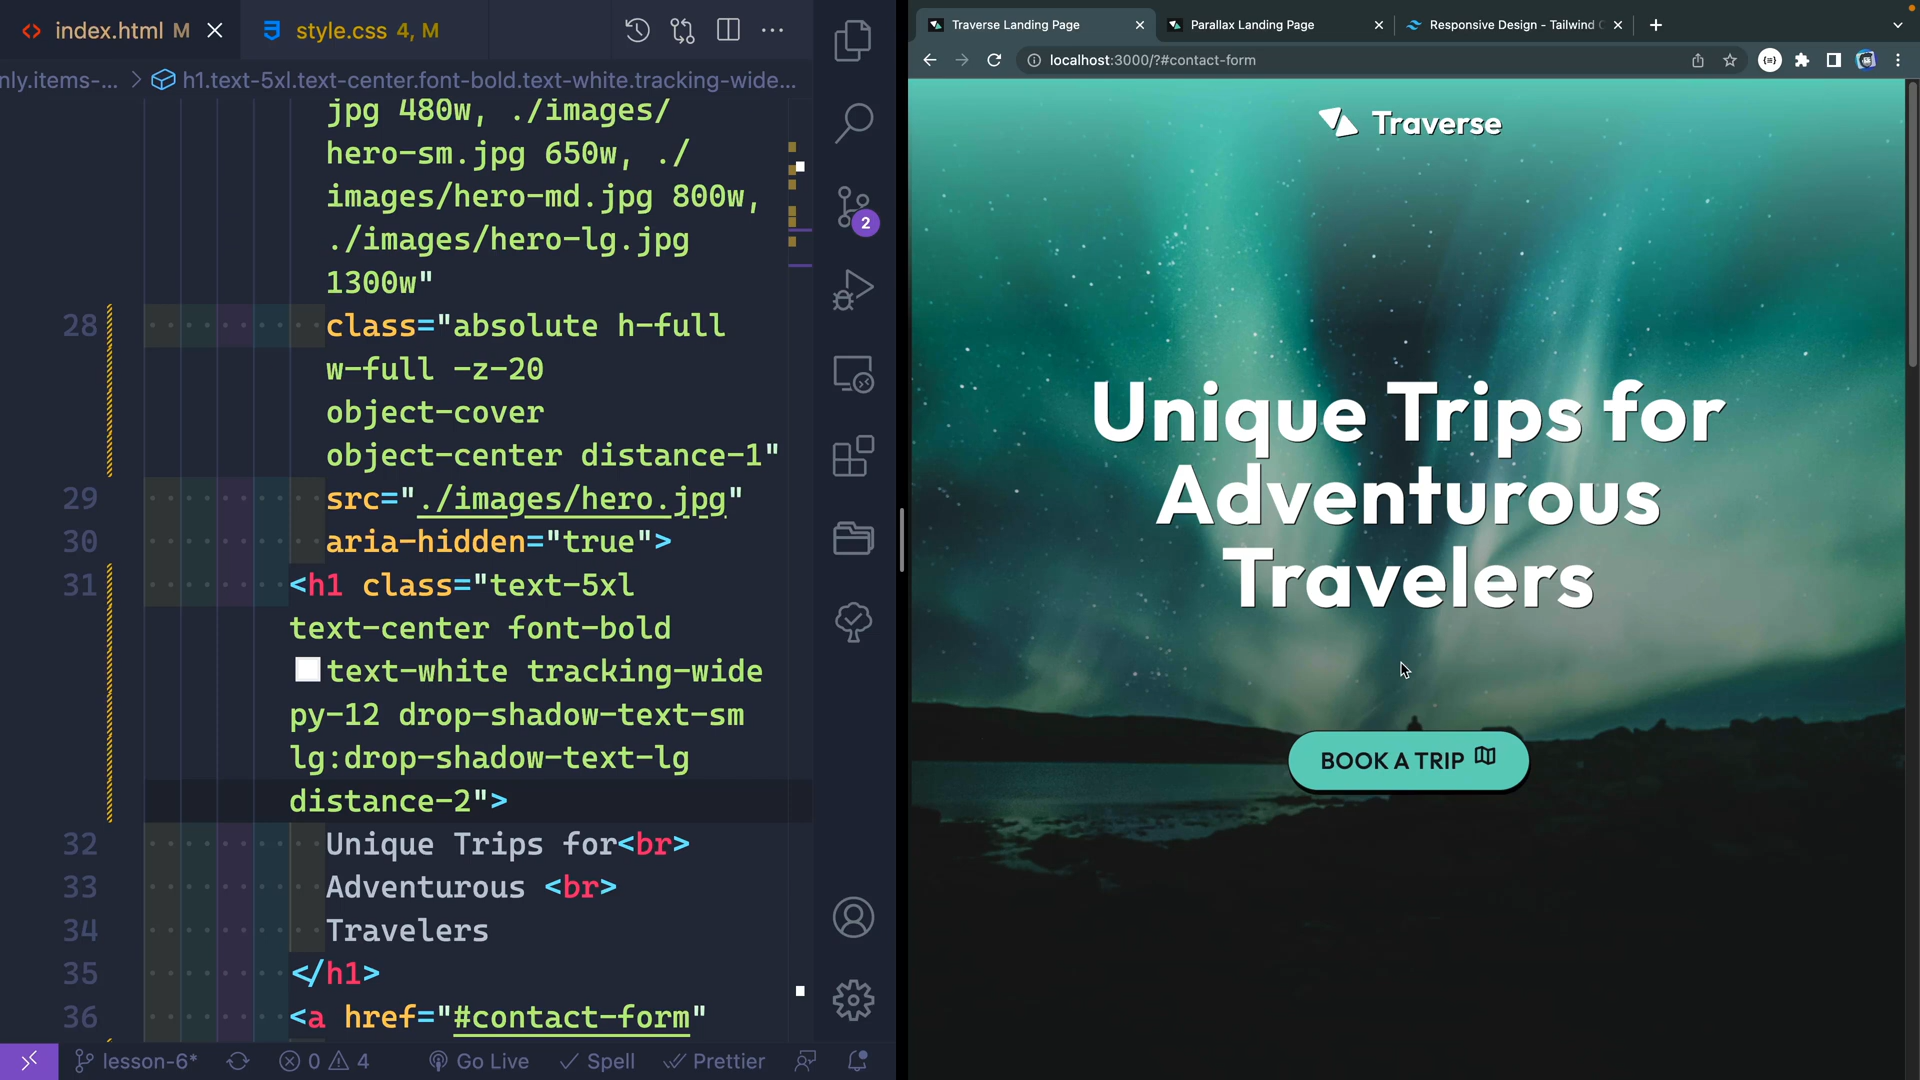 index.html M
style.css 4, M
nly.items-... > h1.text-5xl.text-center.font-bold.text-white.tracking-wide...
jpg 480w, ./images/
hero-sm.jpg 650w, ./
images/hero-md.jpg 800w,
./images/hero-lg.jpg
1300w"
28 class="absolute h-full
w-full -z-20
object-cover
object-center distance-1"
29 src="./images/hero.jpg"
30 aria-hidden="true">
31 <h1 class="text-5xl
text-center font-bold
text-white tracking-wide
py-12 drop-shadow-text-sm
lg:drop-shadow-text-lg
distance-2">
32 Unique Trips for<br>
33 Adventurous <br>
34 Travelers
35 </h1>
36 <a href="#contact-form"
2
lesson-6* 0 4 Go Live Spell Prettier
Traverse Landing Page
Parallax Landing Page
Responsive Design - Tailwind C
localhost:3000/?#contact-form
Traverse
Unique Trips for
Adventurous
Travelers
BOOK A TRIP